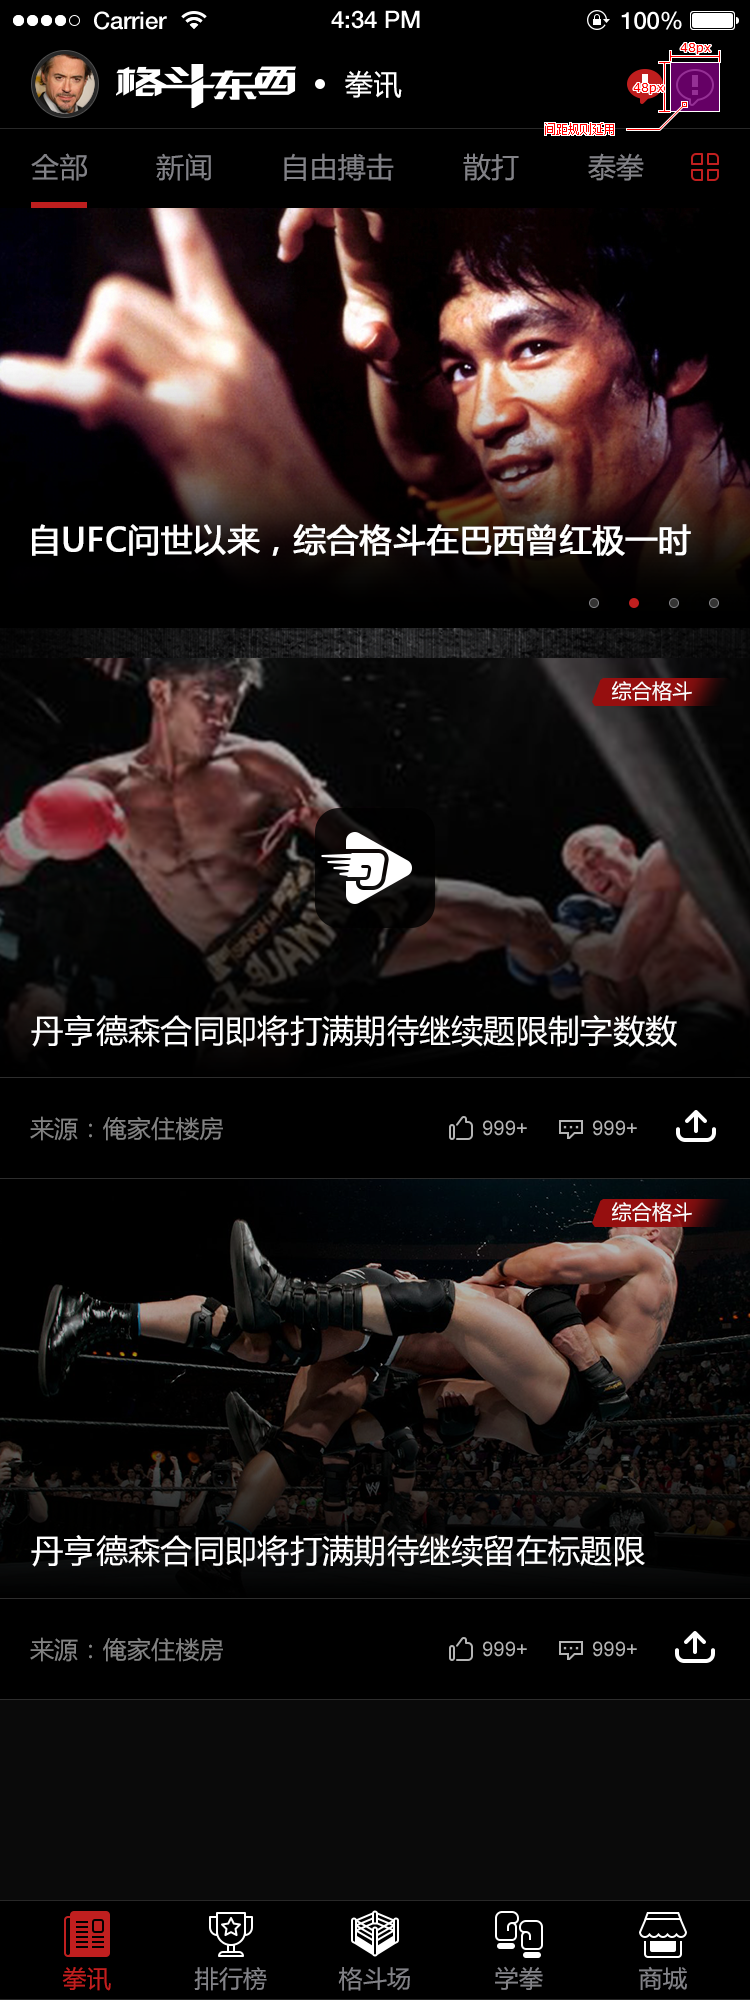 Carrier 4:34 PM 100%
48px
格斗东西 • 拳讯
48px
间距规则延用
全部 新闻 自由搏击 散打 泰拳
自UFC问世以来，综合格斗在巴西曾红极一时
综合格斗
丹亨德森合同即将打满期待继续题限制字数数
来源：俺家住楼房 999+ 999+
综合格斗
丹亨德森合同即将打满期待继续留在标题限
来源：俺家住楼房 999+ 999+
拳讯 排行榜 格斗场 学拳 商城